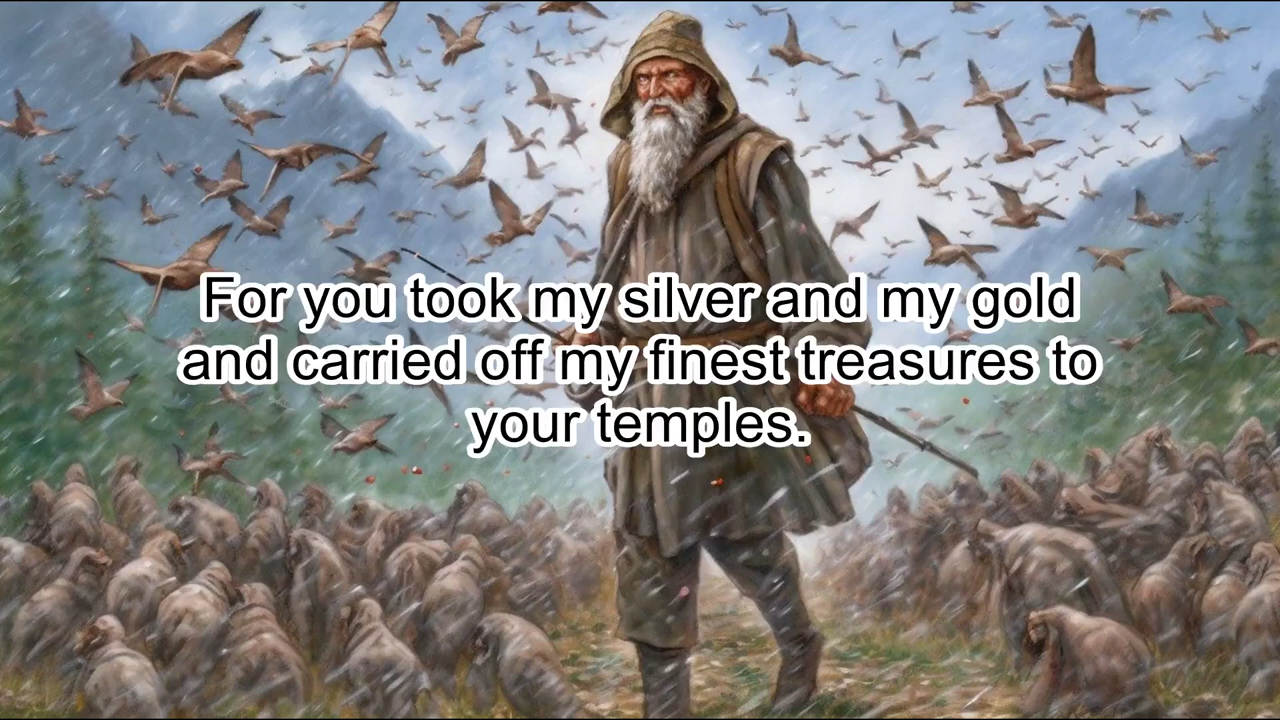 For you took my silver and my gold
and carried off my finest treasures to
your temples.